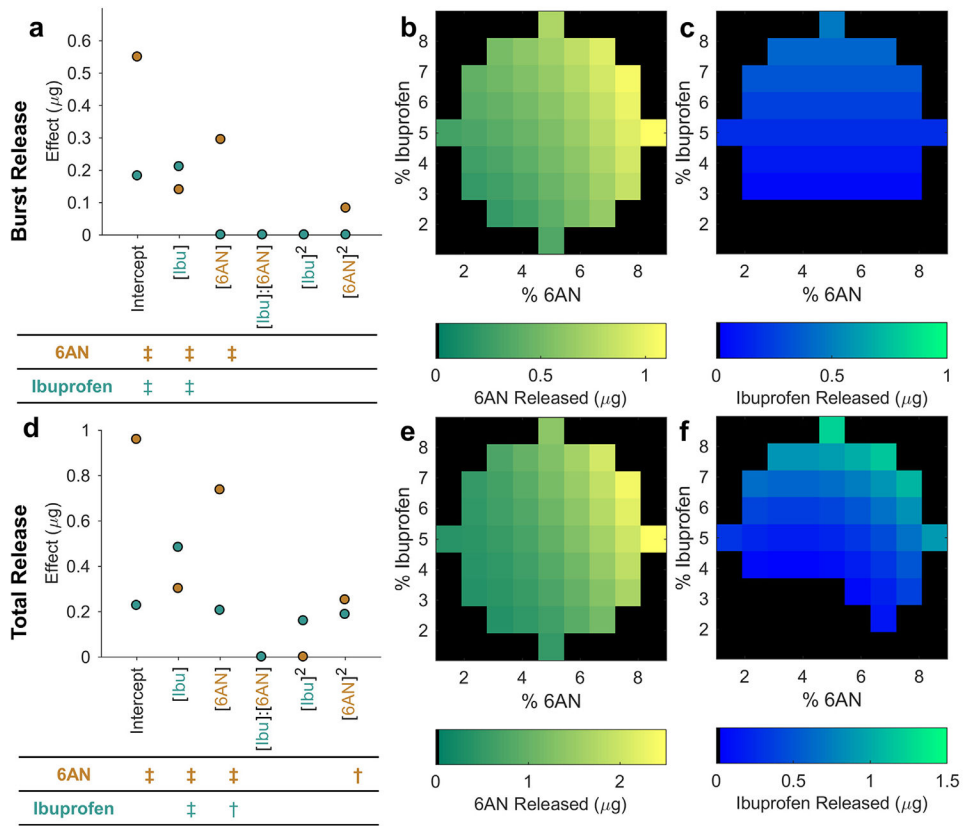 Burst Release
a
Effect (μg)
0.6
0.5
0.4
0.3
0.2
0.1
0
Intercept
[Ibu]
[6AN]
[Ibu]:[6AN]
[Ibu]²
[6AN]²
6AN ‡ ‡ ‡
Ibuprofen ‡ ‡
b
% Ibuprofen
8
7
6
5
4
3
2
2 4 6 8
% 6AN
0 0.5 1
6AN Released (μg)
c
% Ibuprofen
8
7
6
5
4
3
2
2 4 6 8
% 6AN
0 0.5 1
Ibuprofen Released (μg)
Total Release
d
Effect (μg)
1
0.8
0.6
0.4
0.2
0
Intercept
[Ibu]
[6AN]
[Ibu]:[6AN]
[Ibu]²
[6AN]²
6AN ‡ ‡ ‡ †
Ibuprofen ‡ †
e
% Ibuprofen
8
7
6
5
4
3
2
2 4 6 8
% 6AN
0 1 2
6AN Released (μg)
f
% Ibuprofen
8
7
6
5
4
3
2
2 4 6 8
% 6AN
0 0.5 1 1.5
Ibuprofen Released (μg)